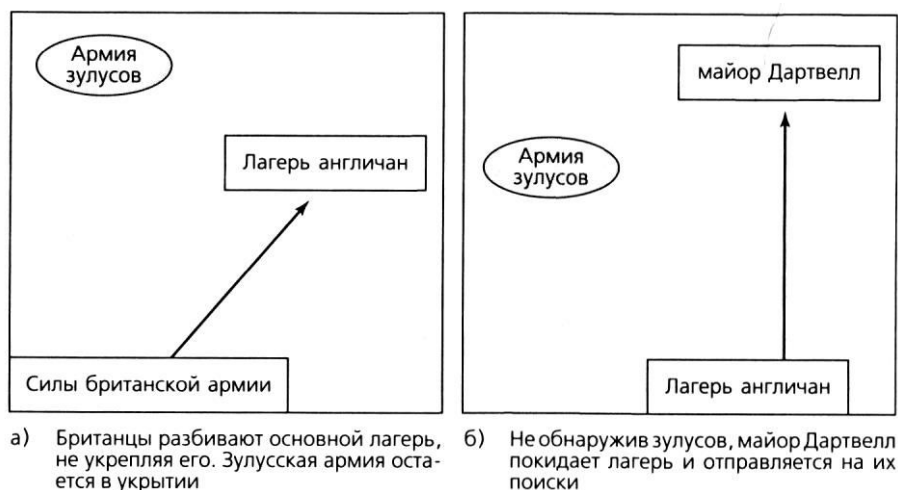 Армия
зулусов
Лагерь англичан
Силы британской армии
а) Британцы разбивают основной лагерь,
не укрепляя его. Зулусская армия оста-
ется в укрытии
майор Дартвелл
Армия
зулусов
Лагерь англичан
б) Не обнаружив зулусов, майор Дартвелл
покидает лагерь и отправляется на их
поиски